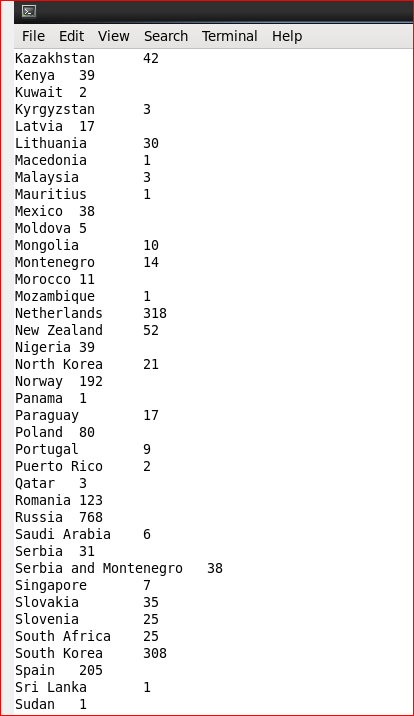 File Edit View Search Terminal Help
Kazakhstan 42
Kenya 39
Kuwait 2
Kyrgyzstan 3
Latvia 17
Lithuania 30
Macedonia 1
Malaysia 3
Mauritius 1
Mexico 38
Moldova 5
Mongolia 10
Montenegro 14
Morocco 11
Mozambique 1
Netherlands 318
New Zealand 52
Nigeria 39
North Korea 21
Norway 192
Panama 1
Paraguay 17
Poland 80
Portugal 9
Puerto Rico 2
Qatar 3
Romania 123
Russia 768
Saudi Arabia 6
Serbia 31
Serbia and Montenegro 38
Singapore 7
Slovakia 35
Slovenia 25
South Africa 25
South Korea 308
Spain 205
Sri Lanka 1
Sudan 1